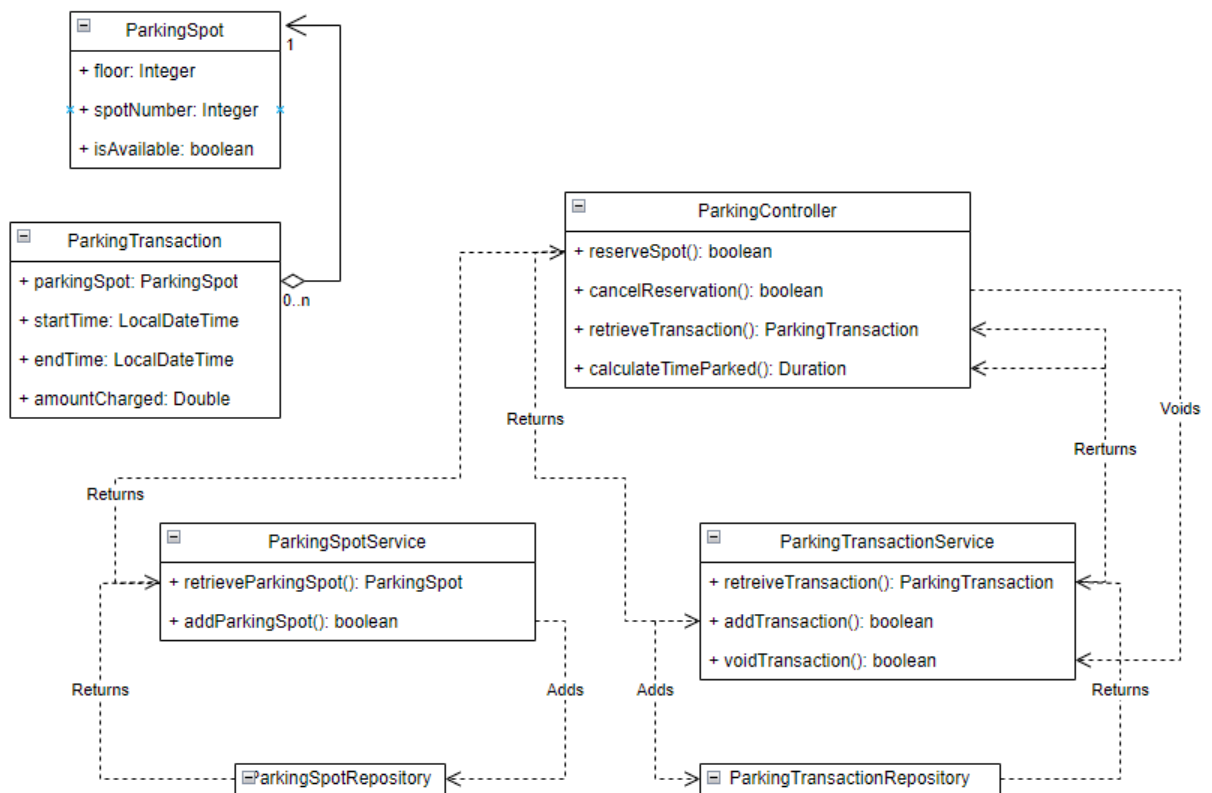 ParkingSpot
1
+ floor: Integer
+ spotNumber: Integer
+ isAvailable: boolean
ParkingTransaction
+ parkingSpot: ParkingSpot
0..n
+ startTime: LocalDateTime
+ endTime: LocalDateTime
+ amountCharged: Double
ParkingController
+ reserveSpot(): boolean
+ cancelReservation(): boolean
+ retrieveTransaction(): ParkingTransaction
+ calculateTimeParked(): Duration
Voids
Returns
Rerturns
Returns
ParkingSpotService
+ retrieveParkingSpot(): ParkingSpot
+ addParkingSpot(): boolean
ParkingTransactionService
+ retreiveTransaction(): ParkingTransaction
+ addTransaction(): boolean
+ voidTransaction(): boolean
Returns
Adds
Adds
Returns
ParkingSpotRepository
ParkingTransactionRepository